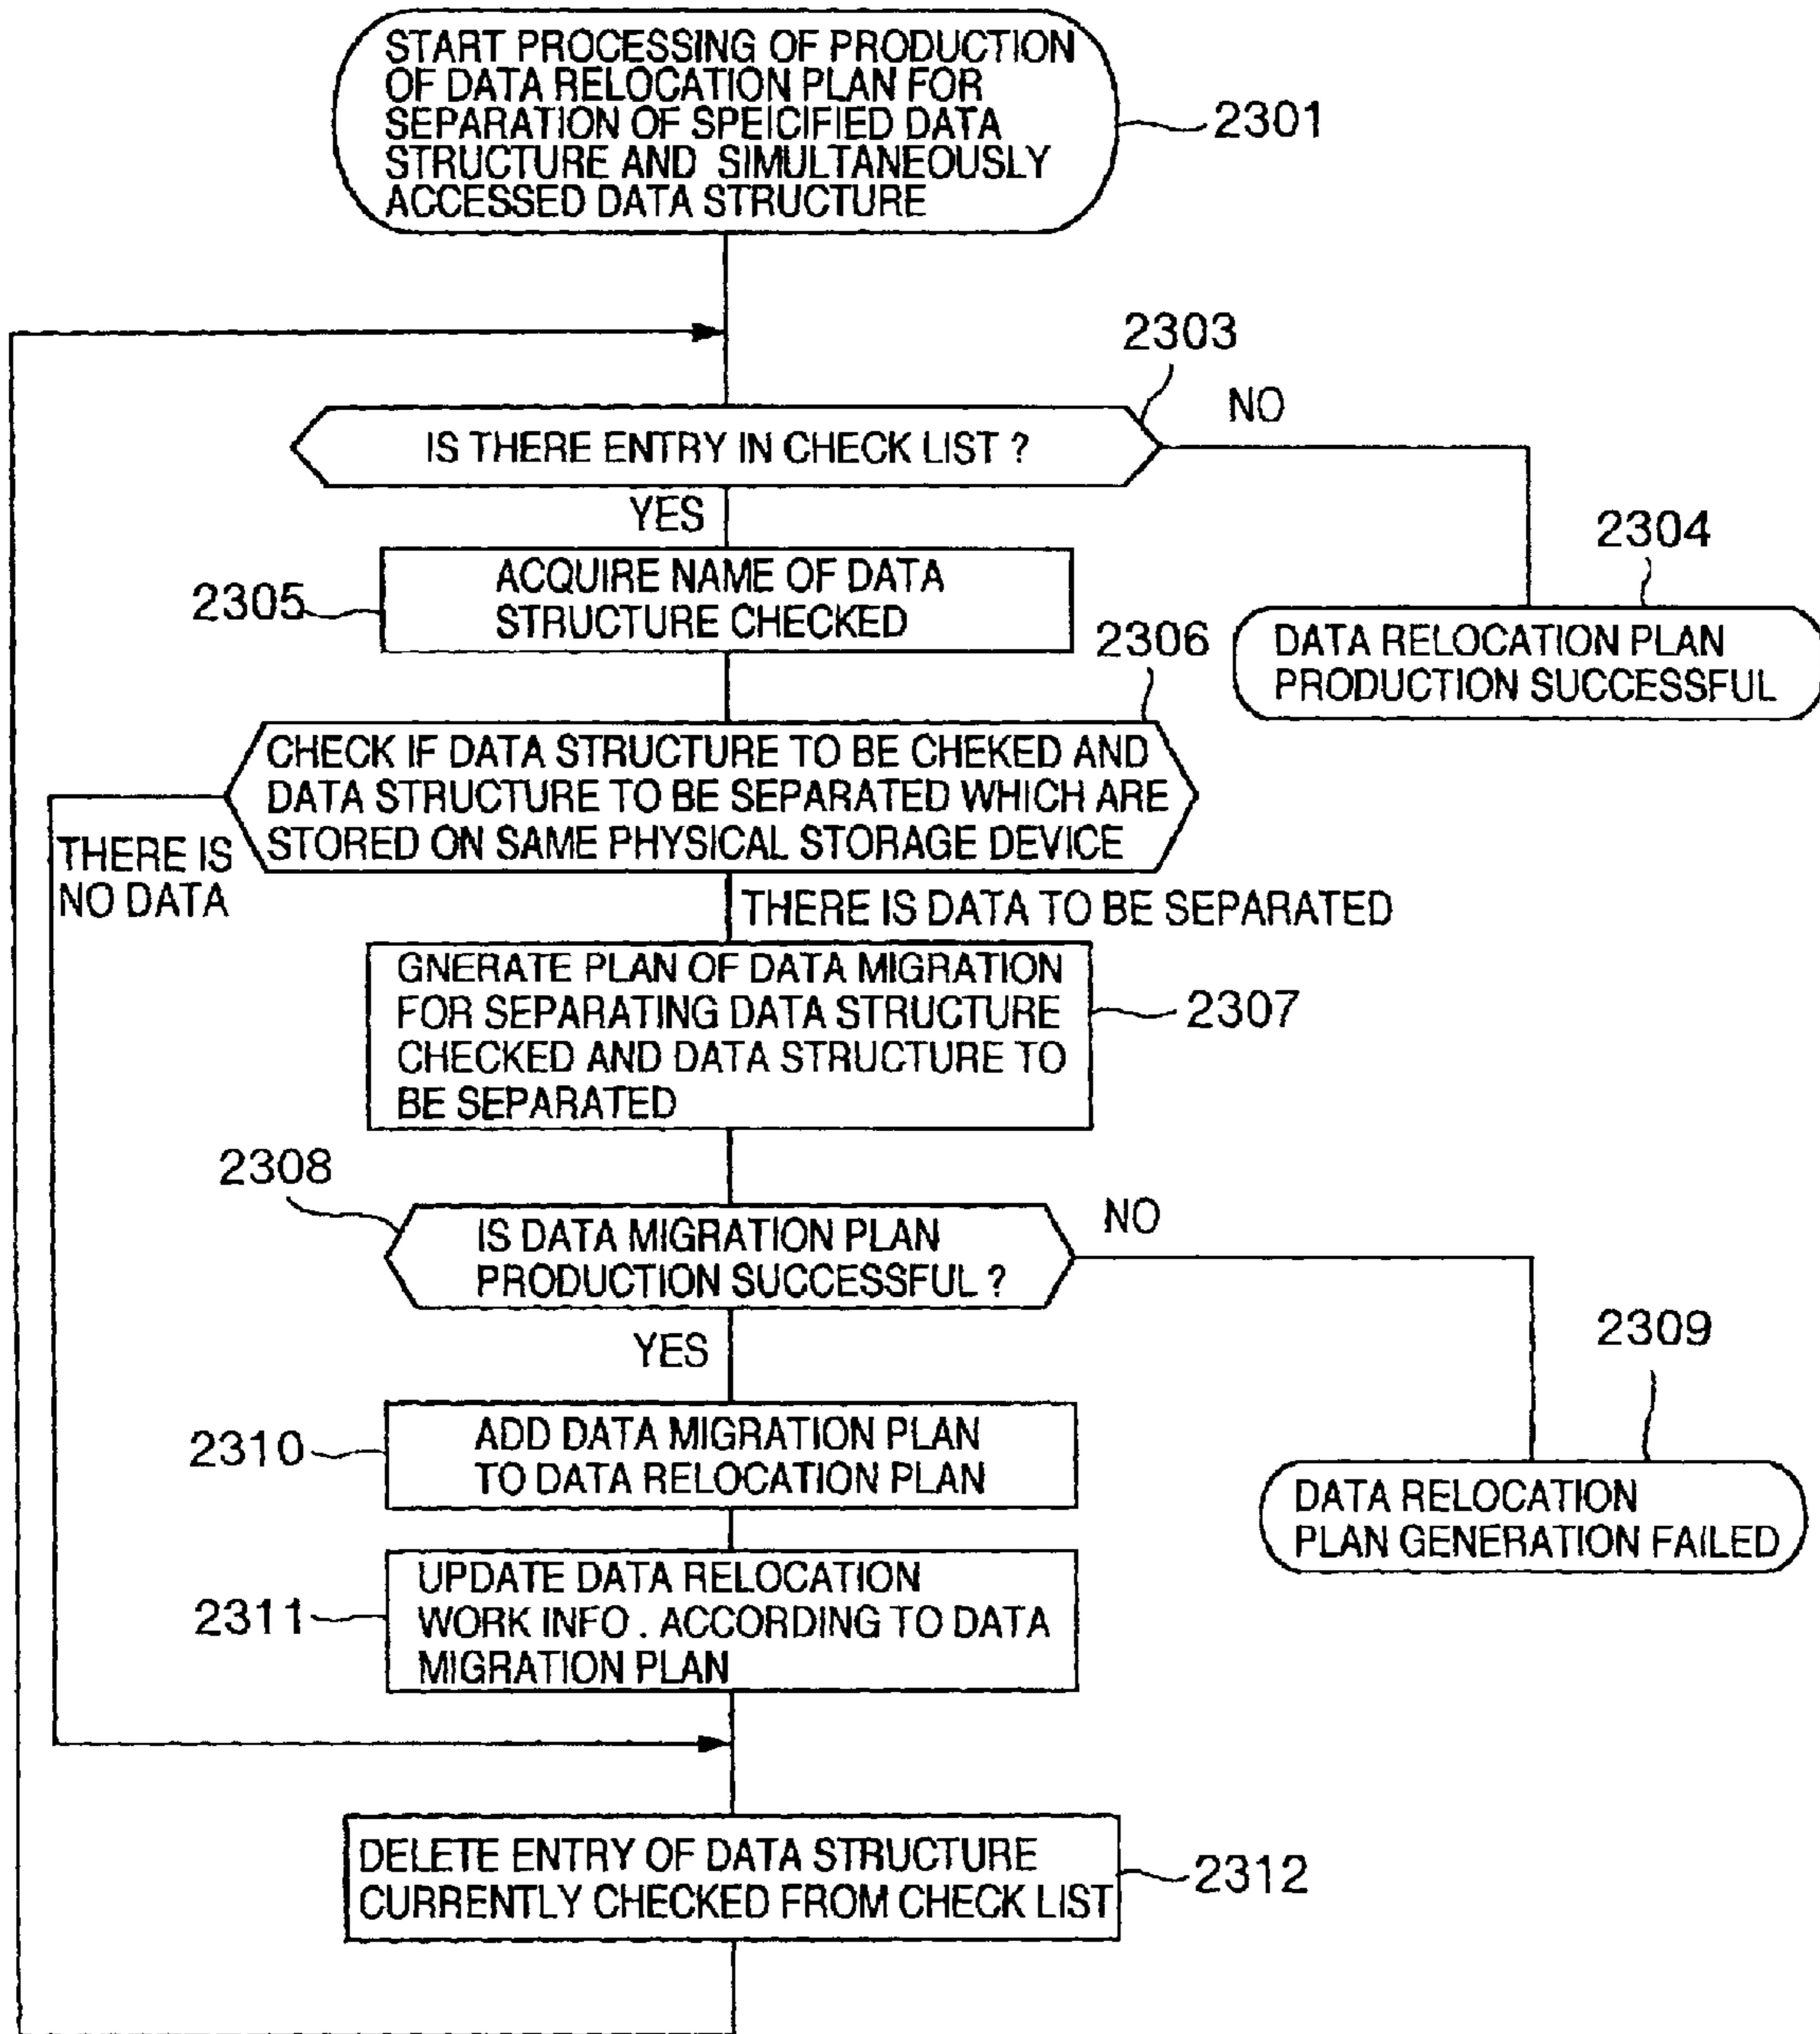 START PROCESSING OF PRODUCTION
OF DATA RELOCATION PLAN FOR
SEPARATION OF SPEICIFIED DATA
STRUCTURE AND SIMULTANEOUSLY
ACCESSED DATA STRUCTURE
2301
2303
IS THERE ENTRY IN CHECK LIST ?
NO
YES
2304
DATA RELOCATION PLAN
PRODUCTION SUCCESSFUL
2305
ACQUIRE NAME OF DATA
STRUCTURE CHECKED
2306
CHECK IF DATA STRUCTURE TO BE CHEKED AND
DATA STRUCTURE TO BE SEPARATED WHICH ARE
STORED ON SAME PHYSICAL STORAGE DEVICE
THERE IS
NO DATA
THERE IS DATA TO BE SEPARATED
GNERATE PLAN OF DATA MIGRATION
FOR SEPARATING DATA STRUCTURE
CHECKED AND DATA STRUCTURE TO
BE SEPARATED
2307
2308
IS DATA MIGRATION PLAN
PRODUCTION SUCCESSFUL ?
NO
YES
2309
DATA RELOCATION
PLAN GENERATION FAILED
2310
ADD DATA MIGRATION PLAN
TO DATA RELOCATION PLAN
2311
UPDATE DATA RELOCATION
WORK INFO . ACCORDING TO DATA
MIGRATION PLAN
DELETE ENTRY OF DATA STRUCTURE
CURRENTLY CHECKED FROM CHECK LIST
2312